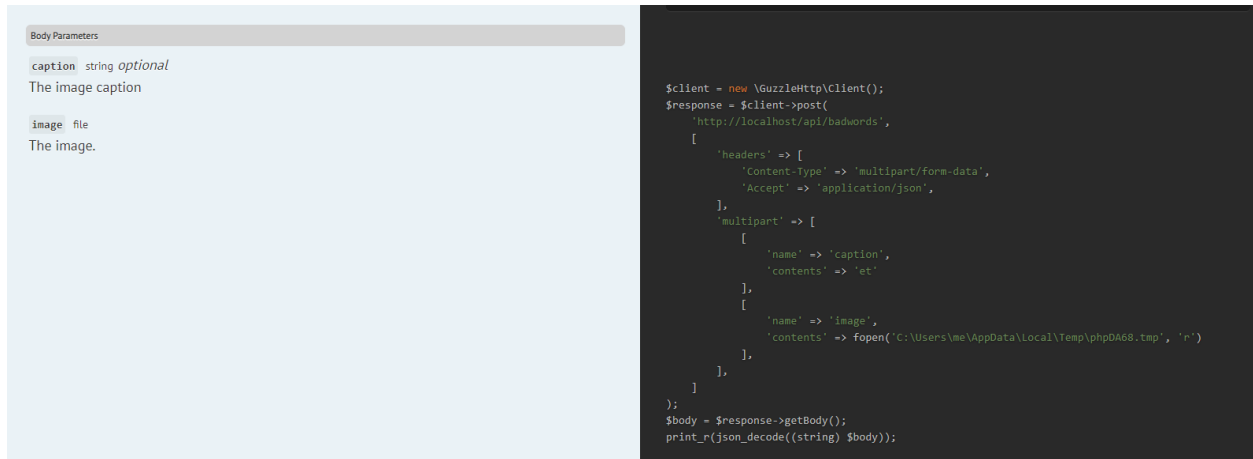 Body Parameters
caption string optional
The image caption
image file
The image.
$client = new \GuzzleHttp\Client();
$response = $client->post(
    'http://localhost/api/badwords',
    [
        'headers' => [
            'Content-Type' => 'multipart/form-data',
            'Accept' => 'application/json',
        ],
        'multipart' => [
            [
                'name' => 'caption',
                'contents' => 'et'
            ],
            [
                'name' => 'image',
                'contents' => fopen('C:\Users\me\AppData\Local\Temp\phpDA68.tmp', 'r')
            ],
        ],
    ]
);
$body = $response->getBody();
print_r(json_decode((string) $body));